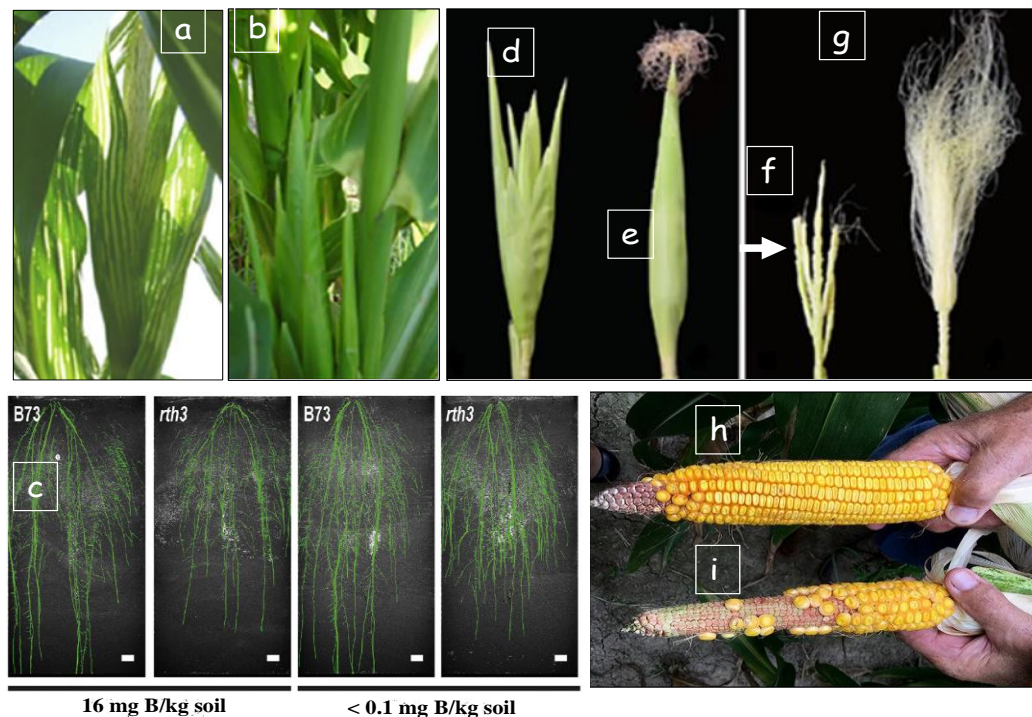 a
b
d
e
f
g
B73
rth3
B73
rth3
c
h
i
16 mg B/kg soil
< 0.1 mg B/kg soil